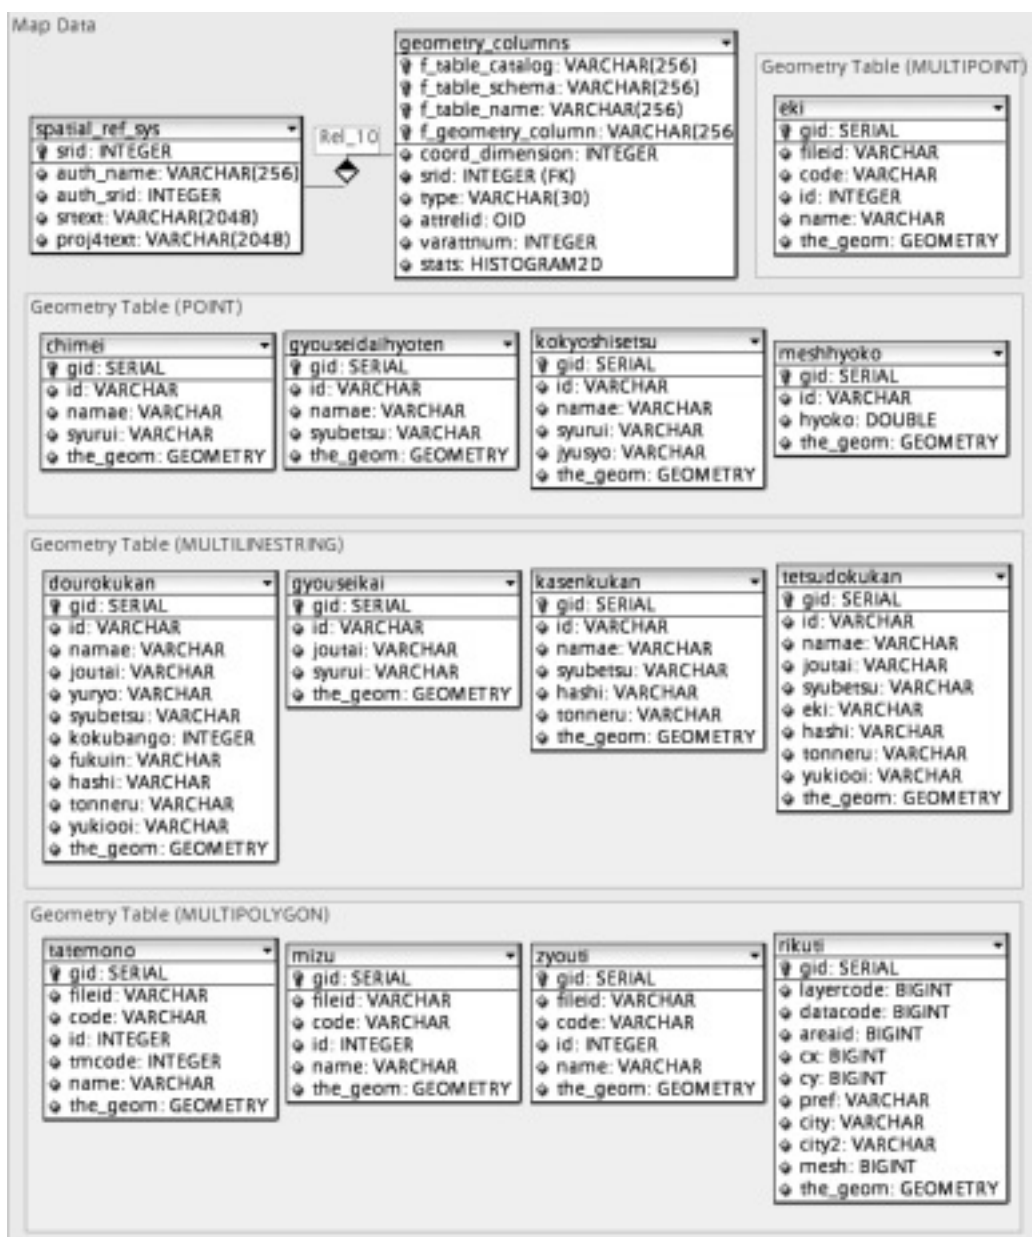 Map Data
geometry_columns
f_table_catalog: VARCHAR(256)
f_table_schema: VARCHAR(256)
f_table_name: VARCHAR(256)
f_geometry_column: VARCHAR(256
coord_dimension: INTEGER
srid: INTEGER (FK)
type: VARCHAR(30)
attrelid: OID
varattnum: INTEGER
stats: HISTOGRAM2D
spatial_ref_sys
srid: INTEGER
auth_name: VARCHAR(256)
auth_srid: INTEGER
srtext: VARCHAR(2048)
proj4text: VARCHAR(2048)
Rel_10
Geometry Table (MULTIPOINT)
eki
gid: SERIAL
fileid: VARCHAR
code: VARCHAR
id: INTEGER
name: VARCHAR
the_geom: GEOMETRY
Geometry Table (POINT)
chimei
gid: SERIAL
id: VARCHAR
namae: VARCHAR
syurui: VARCHAR
the_geom: GEOMETRY
gyouseidaihyoten
gid: SERIAL
id: VARCHAR
namae: VARCHAR
syubetsu: VARCHAR
the_geom: GEOMETRY
kokyoshisetsu
gid: SERIAL
id: VARCHAR
namae: VARCHAR
syurui: VARCHAR
jyusyo: VARCHAR
the_geom: GEOMETRY
meshhyoko
gid: SERIAL
id: VARCHAR
hyoko: DOUBLE
the_geom: GEOMETRY
Geometry Table (MULTILINESTRING)
dourokukan
gid: SERIAL
id: VARCHAR
namae: VARCHAR
joutai: VARCHAR
yuryo: VARCHAR
syubetsu: VARCHAR
kokubango: INTEGER
fukuin: VARCHAR
hashi: VARCHAR
tonneru: VARCHAR
yukiooi: VARCHAR
the_geom: GEOMETRY
gyouseikai
gid: SERIAL
id: VARCHAR
joutai: VARCHAR
syurui: VARCHAR
the_geom: GEOMETRY
kasenkukan
gid: SERIAL
id: VARCHAR
namae: VARCHAR
syubetsu: VARCHAR
hashi: VARCHAR
tonneru: VARCHAR
the_geom: GEOMETRY
tetsudokukan
gid: SERIAL
id: VARCHAR
namae: VARCHAR
joutai: VARCHAR
syubetsu: VARCHAR
eki: VARCHAR
hashi: VARCHAR
tonneru: VARCHAR
yukiooi: VARCHAR
the_geom: GEOMETRY
Geometry Table (MULTIPOLYGON)
tatemono
gid: SERIAL
fileid: VARCHAR
code: VARCHAR
id: INTEGER
tmcode: INTEGER
name: VARCHAR
the_geom: GEOMETRY
mizu
gid: SERIAL
fileid: VARCHAR
code: VARCHAR
id: INTEGER
name: VARCHAR
the_geom: GEOMETRY
zyouti
gid: SERIAL
fileid: VARCHAR
code: VARCHAR
id: INTEGER
name: VARCHAR
the_geom: GEOMETRY
rikuti
gid: SERIAL
layercode: BIGINT
datacode: BIGINT
areaid: BIGINT
cx: BIGINT
cy: BIGINT
pref: VARCHAR
city: VARCHAR
city2: VARCHAR
mesh: BIGINT
the_geom: GEOMETRY